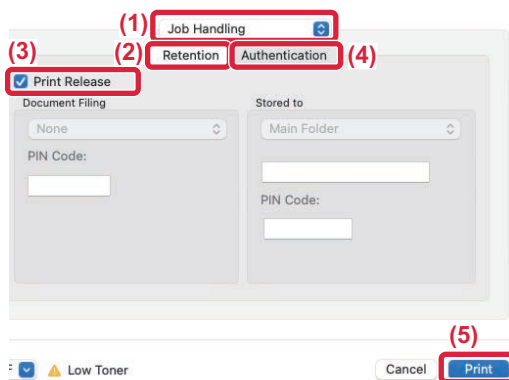 (1) Job Handling
(3) (2) Retention Authentication (4)
Print Release
Document Filing Stored to
None Main Folder
PIN Code:
PIN Code:
(5)
F Low Toner Cancel Print